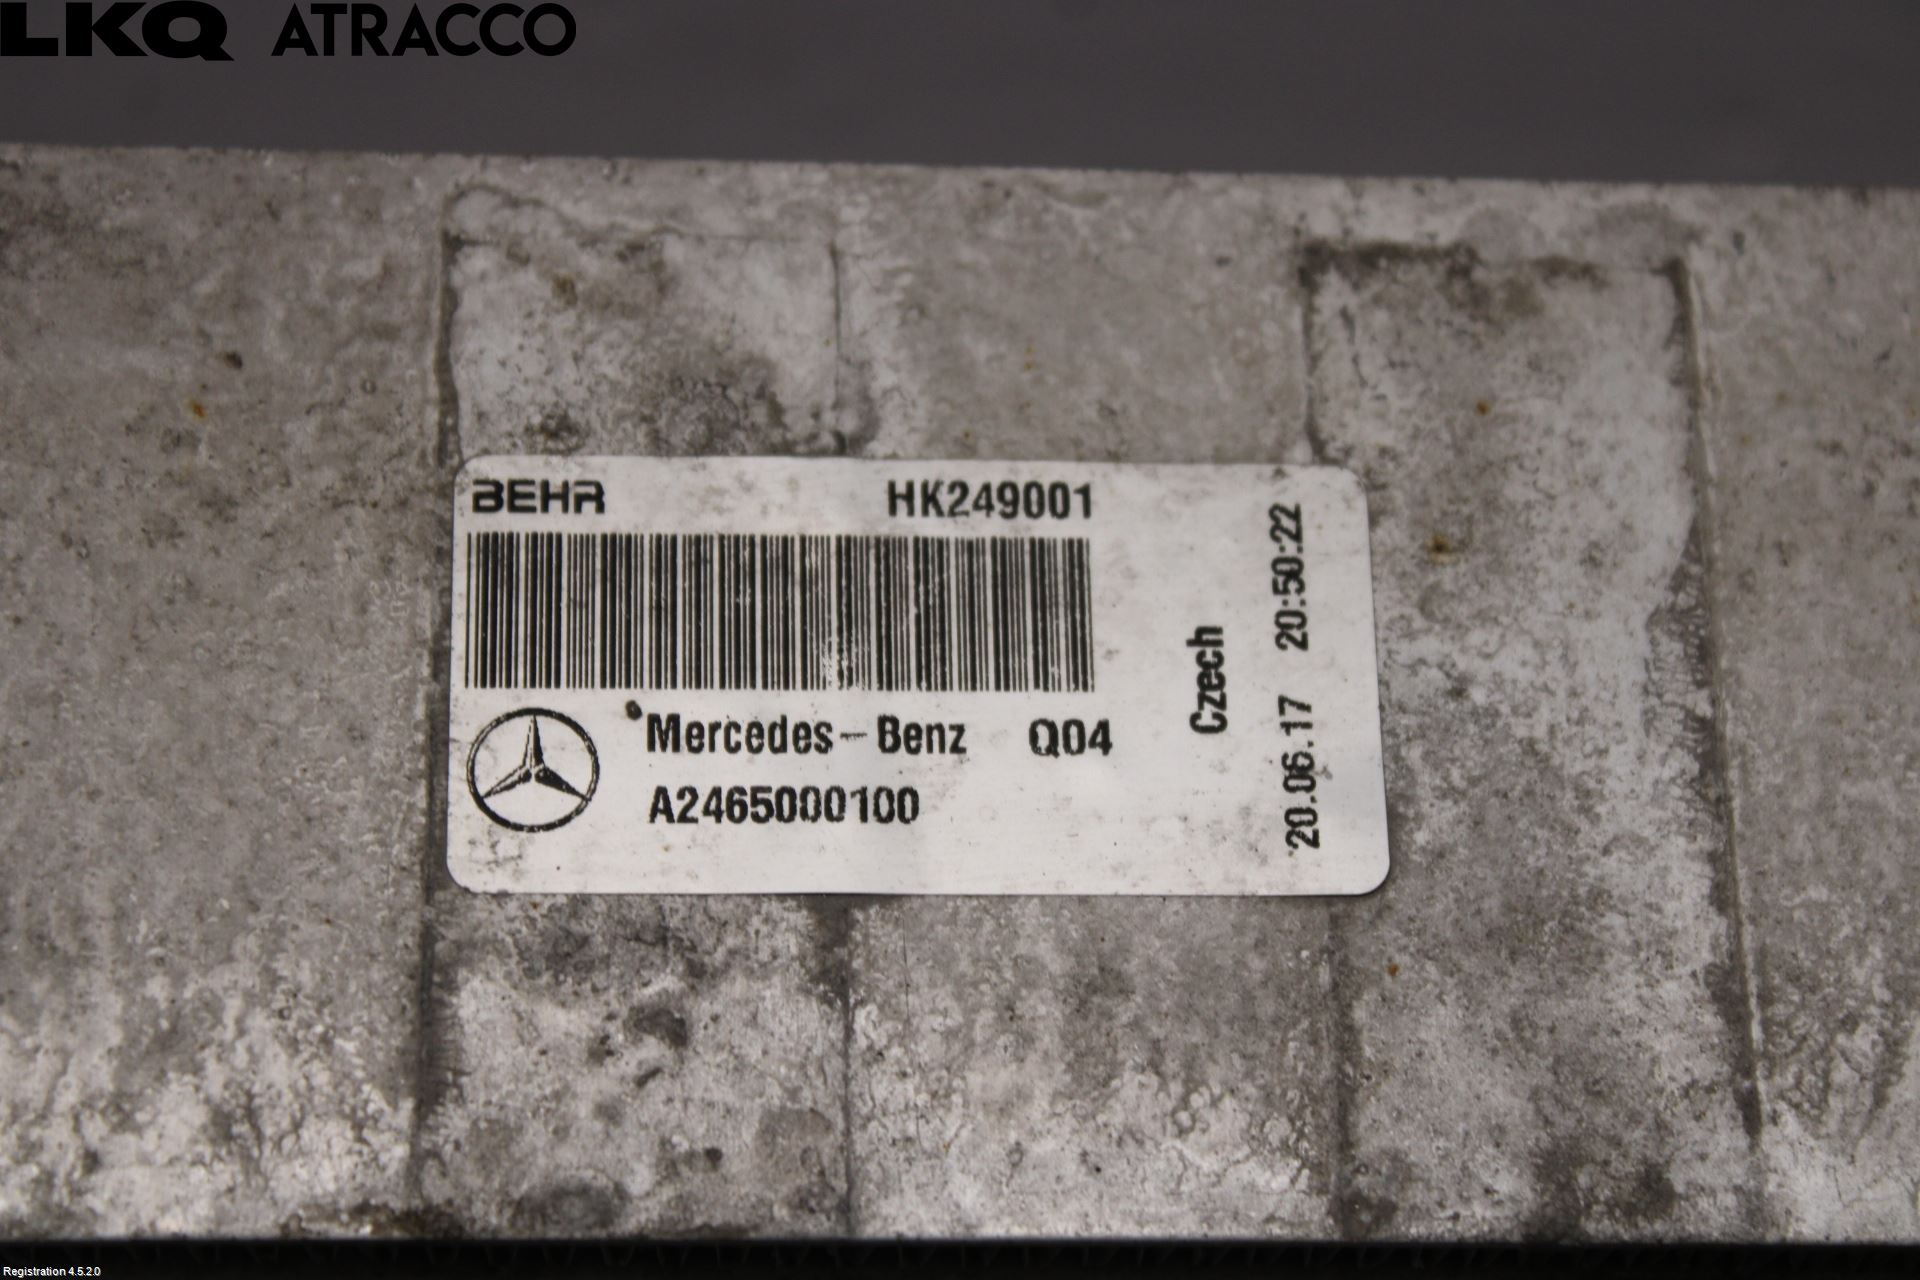 LKQ ATRACCO
BEHR HK249001
Mercedes-Benz Q04
A2465000100
Czech
20.06.17 20:50:22
Registration 4.5.2.0